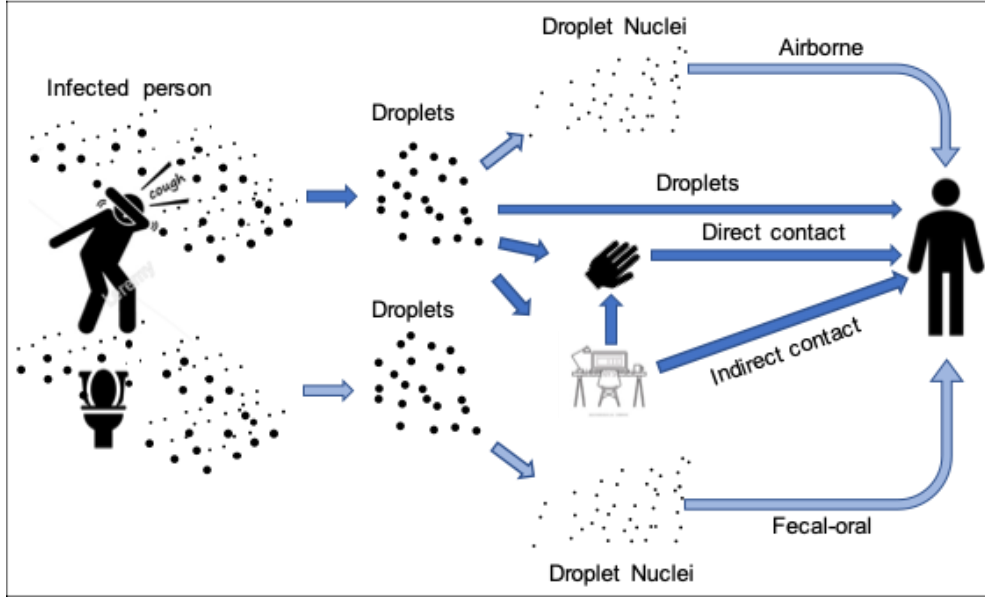 Droplet Nuclei
Airborne
Infected person
Droplets
cough
Droplets
Direct contact
Droplets
Indirect contact
Fecal-oral
Droplet Nuclei